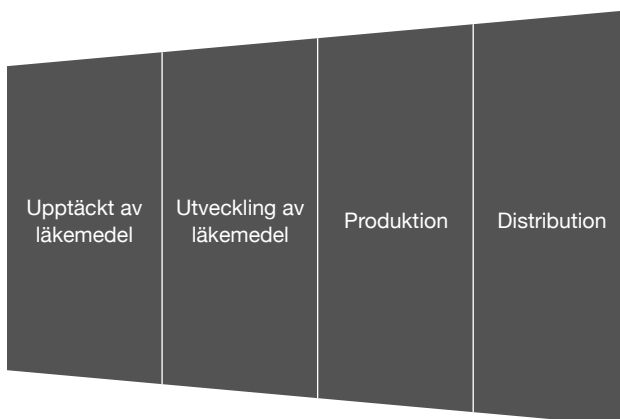 Upptäckt av
läkemedel
Utveckling av
läkemedel
Produktion
Distribution